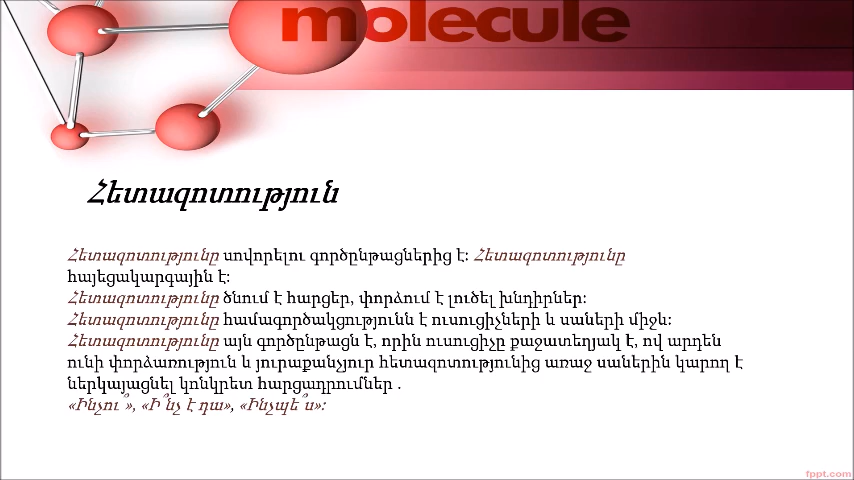 molecule
Հետազոտություն
Հետազոտությունը սովորելու գործընթացներից է: Հետազոտությունը
հայեցակարգային է:
Հետազոտությունը ծնում է հարցեր, փորձում է լուծել խնդիրներ:
Հետազոտությունը համագործակցությունն է ուսուցիչների և սաների միջև:
Հետազոտությունը այն գործընթացն է, որին ուսուցիչը քաջատեղյակ է, ով արդեն
ունի փորձառություն և յուրաքանչյուր հետազոտությունից առաջ սաներին կարող է
ներկայացնել կոնկրետ հարցադրումներ .
«Ինչու՞», «Ի՞նչ է դա», «Ինչպե՞ս»:
fppt.com